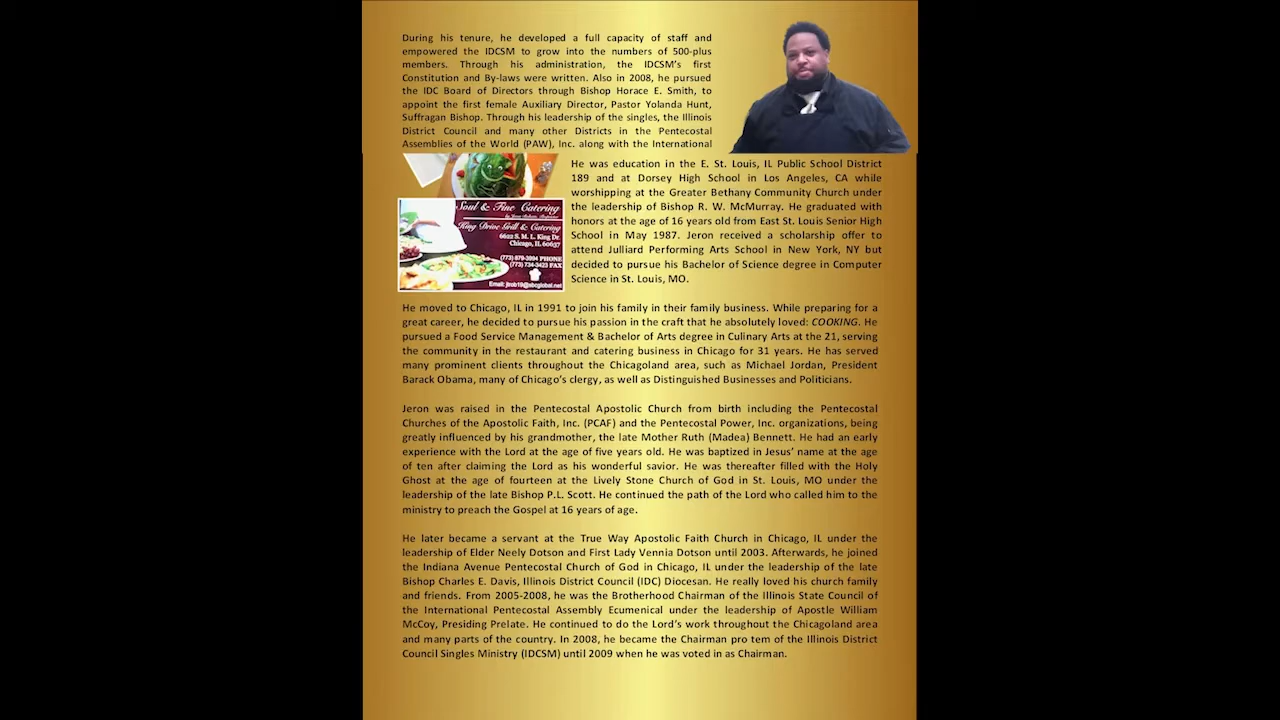 During his tenure, he developed a full capacity of staff and
empowered the IDCSM to grow into the numbers of 500-plus
members. Through his administration, the IDCSM's first
Constitution and By-laws were written. Also in 2008, he pursued
the IDC Board of Directors through Bishop Horace E. Smith, to
appoint the first female Auxiliary Director, Pastor Yolanda Hunt,
Suffragan Bishop. Through his leadership of the singles, the Illinois
District Council and many other Districts in the Pentecostal
Assemblies of the World (PAW), Inc. along with the International
He was education in the E. St. Louis, IL Public School District
189 and at Dorsey High School in Los Angeles, CA while
worshipping at the Greater Bethany Community Church under
the leadership of Bishop R. W. McMurray. He graduated with
honors at the age of 16 years old from East St. Louis Senior High
School in May 1987. Jeron received a scholarship offer to
attend Julliard Performing Arts School in New York, NY but
decided to pursue his Bachelor of Science degree in Computer
Science in St. Louis, MO.
Soul & Fine Catering
King Drive Grill & Catering
6622 S. M. L. King Dr.
Chicago, IL 60637
(773) 879-3994 PHONE
(773) 734-3423 FAX
Email: jbrob19@sbcglobal.net
He moved to Chicago, IL in 1991 to join his family in their family business. While preparing for a
great career, he decided to pursue his passion in the craft that he absolutely loved: COOKING. He
pursued a Food Service Management & Bachelor of Arts degree in Culinary Arts at the 21, serving
the community in the restaurant and catering business in Chicago for 31 years. He has served
many prominent clients throughout the Chicagoland area, such as Michael Jordan, President
Barack Obama, many of Chicago's clergy, as well as Distinguished Businesses and Politicians.
Jeron was raised in the Pentecostal Apostolic Church from birth including the Pentecostal
Churches of the Apostolic Faith, Inc. (PCAF) and the Pentecostal Power, Inc. organizations, being
greatly influenced by his grandmother, the late Mother Ruth (Madea) Bennett. He had an early
experience with the Lord at the age of five years old. He was baptized in Jesus' name at the age
of ten after claiming the Lord as his wonderful savior. He was thereafter filled with the Holy
Ghost at the age of fourteen at the Lively Stone Church of God in St. Louis, MO under the
leadership of the late Bishop P.L. Scott. He continued the path of the Lord who called him to the
ministry to preach the Gospel at 16 years of age.
He later became a servant at the True Way Apostolic Faith Church in Chicago, IL under the
leadership of Elder Neely Dotson and First Lady Vennia Dotson until 2003. Afterwards, he joined
the Indiana Avenue Pentecostal Church of God in Chicago, IL under the leadership of the late
Bishop Charles E. Davis, Illinois District Council (IDC) Diocesan. He really loved his church family
and friends. From 2005-2008, he was the Brotherhood Chairman of the Illinois State Council of
the International Pentecostal Assembly Ecumenical under the leadership of Apostle William
McCoy, Presiding Prelate. He continued to do the Lord's work throughout the Chicagoland area
and many parts of the country. In 2008, he became the Chairman pro tem of the Illinois District
Council Singles Ministry (IDCSM) until 2009 when he was voted in as Chairman.